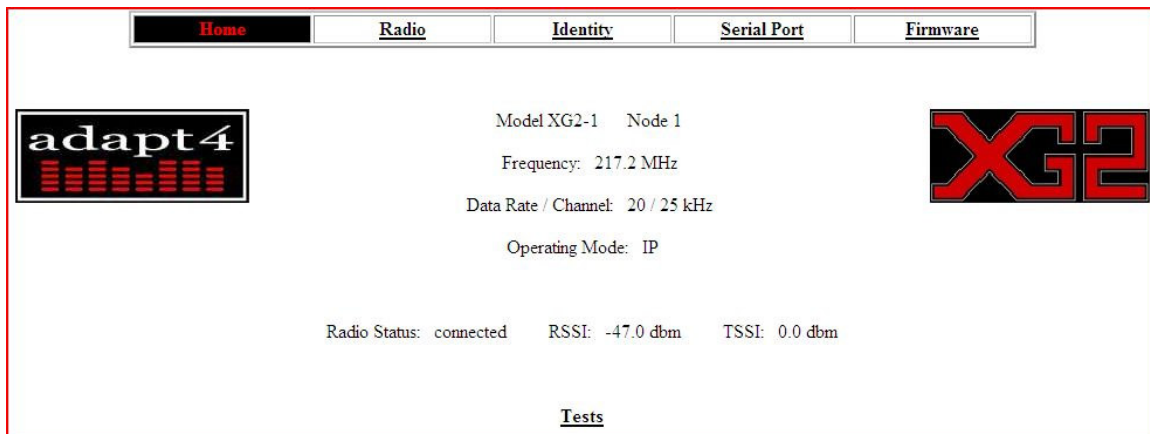 Home Radio Identity Serial Port Firmware
adapt4
Model XG2-1 Node 1
XG2
Frequency: 217.2 MHz
Data Rate / Channel: 20 / 25 kHz
Operating Mode: IP
Radio Status: connected RSSI: -47.0 dbm TSSI: 0.0 dbm
Tests